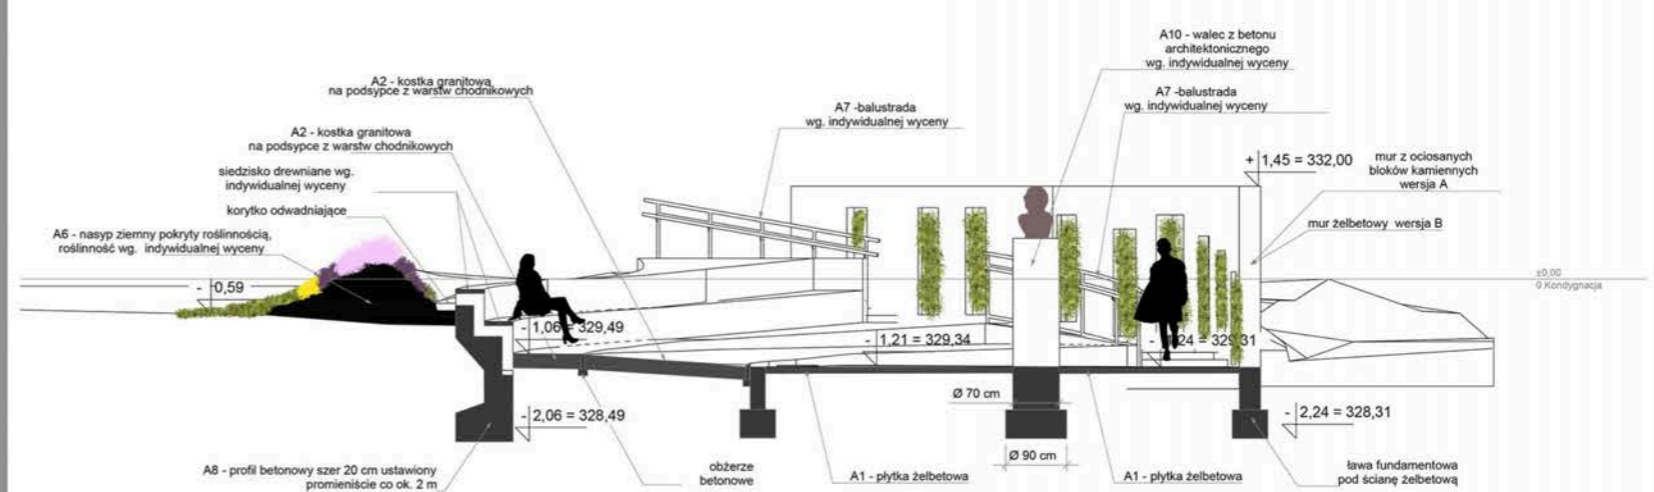 A10 - walec z betonu
architektonicznego
wg. indywidualnej wyceny
A2 - kostka granitowa
na podsypce z warstw chodnikowych
A7 -balustrada
wg. indywidualnej wyceny
A7 -balustrada
wg. indywidualnej wyceny
A2 - kostka granitowa
na podsypce z warstw chodnikowych
siedzisko drewniane wg.
indywidualnej wyceny
korytko odwadniające
A6 - nasyp ziemny pokryty roślinnością,
roślinność wg. indywidualnej wyceny
+ 1,45 = 332,00
mur z ociosanych
bloków kamiennych
wersja A
mur żelbetowy wersja B
±0,00
0 Kondygnacja
- 0,59
- 1,06 = 329,49
- 1,21 = 329,34
- 1,24 = 329,31
Ø 70 cm
- 2,06 = 328,49
- 2,24 = 328,31
Ø 90 cm
A8 - profil betonowy szer 20 cm ustawiony
promieniście co ok. 2 m
obżerze
betonowe
A1 - płytka żelbetowa
A1 - płytka żelbetowa
ława fundamentowa
pod ścianę żelbetową